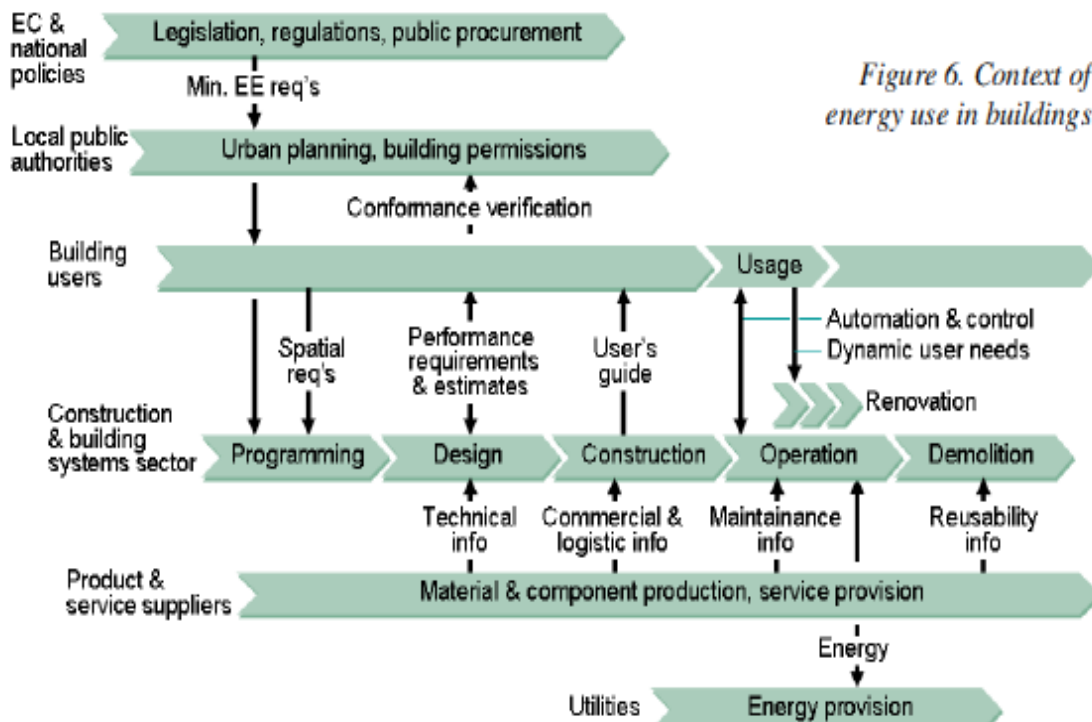 EC &
national
policies
Legislation, regulations, public procurement
Figure 6. Context of
energy use in buildings
Min. EE req's
Local public
authorities
Urban planning, building permissions
Conformance verification
Building
users
Usage
Automation & control
Dynamic user needs
Spatial
req's
Performance
requirements
& estimates
User's
guide
Renovation
Construction
& building
systems sector
Programming
Design
Construction
Operation
Demolition
Technical
info
Commercial &
logistic info
Maintainance
info
Reusability
info
Product &
service suppliers
Material & component production, service provision
Energy
Utilities
Energy provision